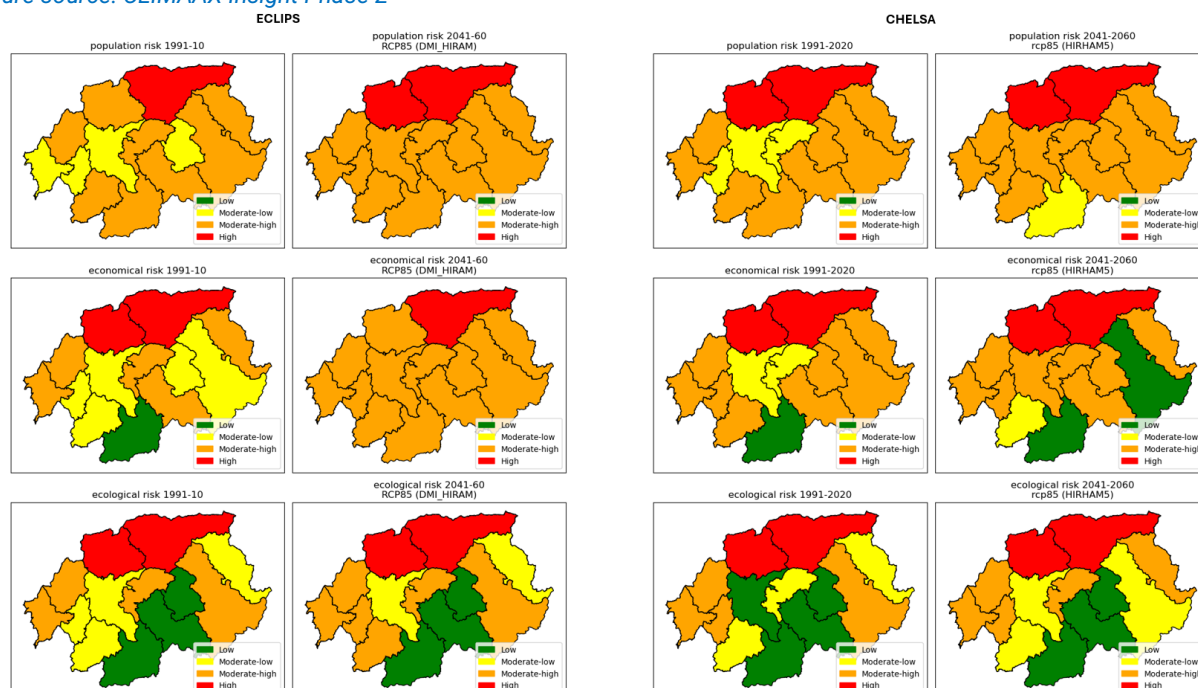 ure source: CLIMAAX Insight Phase 2
ECLIPS
CHELSA
population risk 1991-10
population risk 2041-60
RCP85 (DMI_HIRAM)
population risk 1991-2020
population risk 2041-2060
rcp85 (HIRHAM5)
Low
Moderate-low
Moderate-high
High
Low
Moderate-low
Moderate-high
High
Low
Moderate-low
Moderate-high
High
Low
Moderate-low
Moderate-high
High
economical risk 1991-10
economical risk 2041-60
RCP85 (DMI_HIRAM)
economical risk 1991-2020
economical risk 2041-2060
rcp85 (HIRHAM5)
Low
Moderate-low
Moderate-high
High
Low
Moderate-low
Moderate-high
High
Low
Moderate-low
Moderate-high
High
Low
Moderate-low
Moderate-high
High
ecological risk 1991-10
ecological risk 2041-60
RCP85 (DMI_HIRAM)
ecological risk 1991-2020
ecological risk 2041-2060
rcp85 (HIRHAM5)
Low
Moderate-low
Moderate-high
High
Low
Moderate-low
Moderate-high
High
Low
Moderate-low
Moderate-high
High
Low
Moderate-low
Moderate-high
High